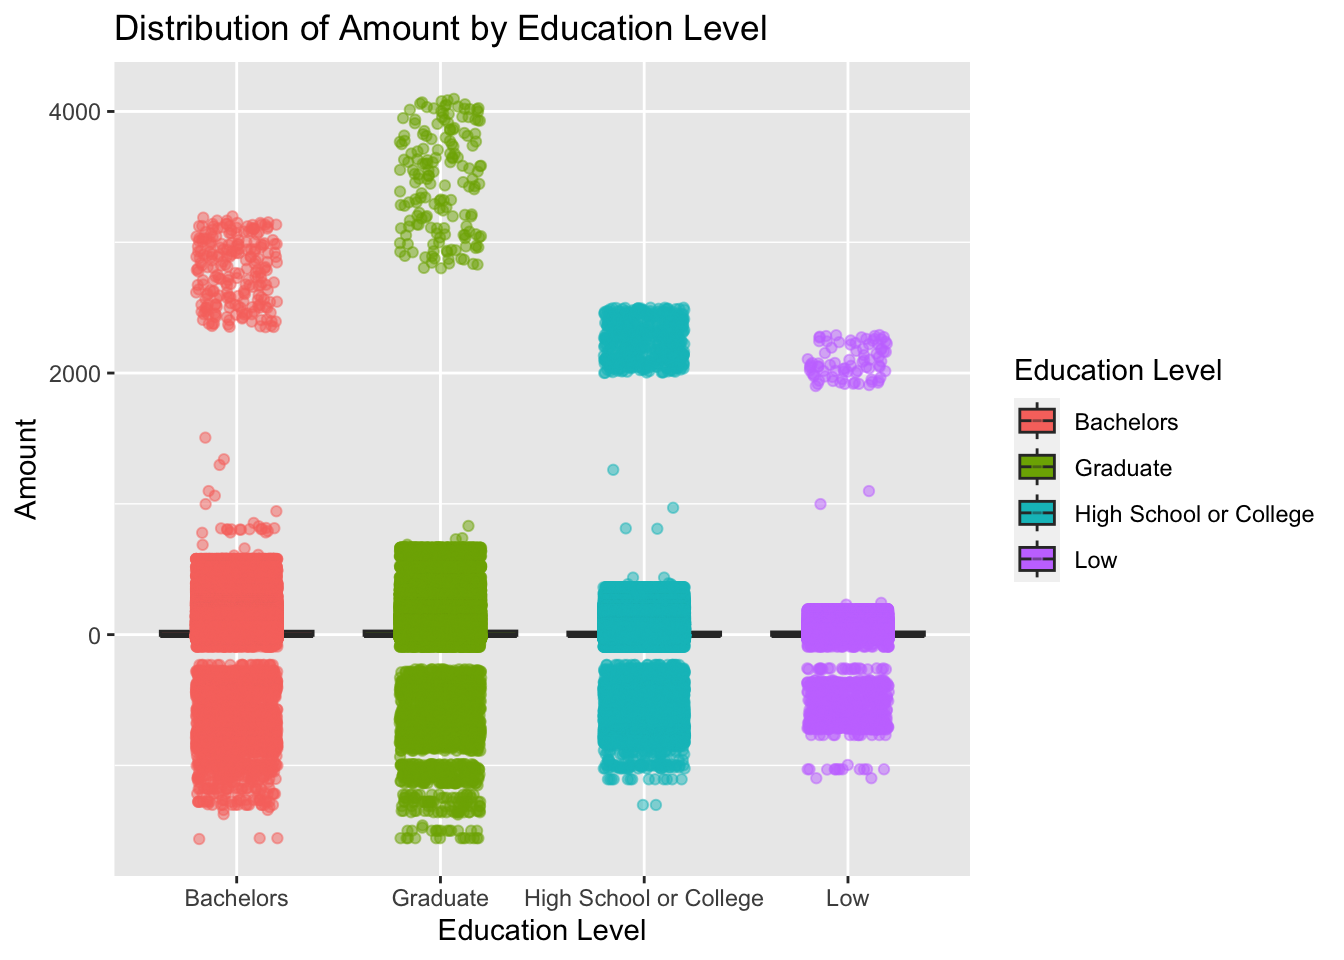 Distribution of Amount by Education Level
4000
2000
0
Amount
Bachelors
Graduate
High School or College
Low
Education Level
Education Level
Bachelors
Graduate
High School or College
Low